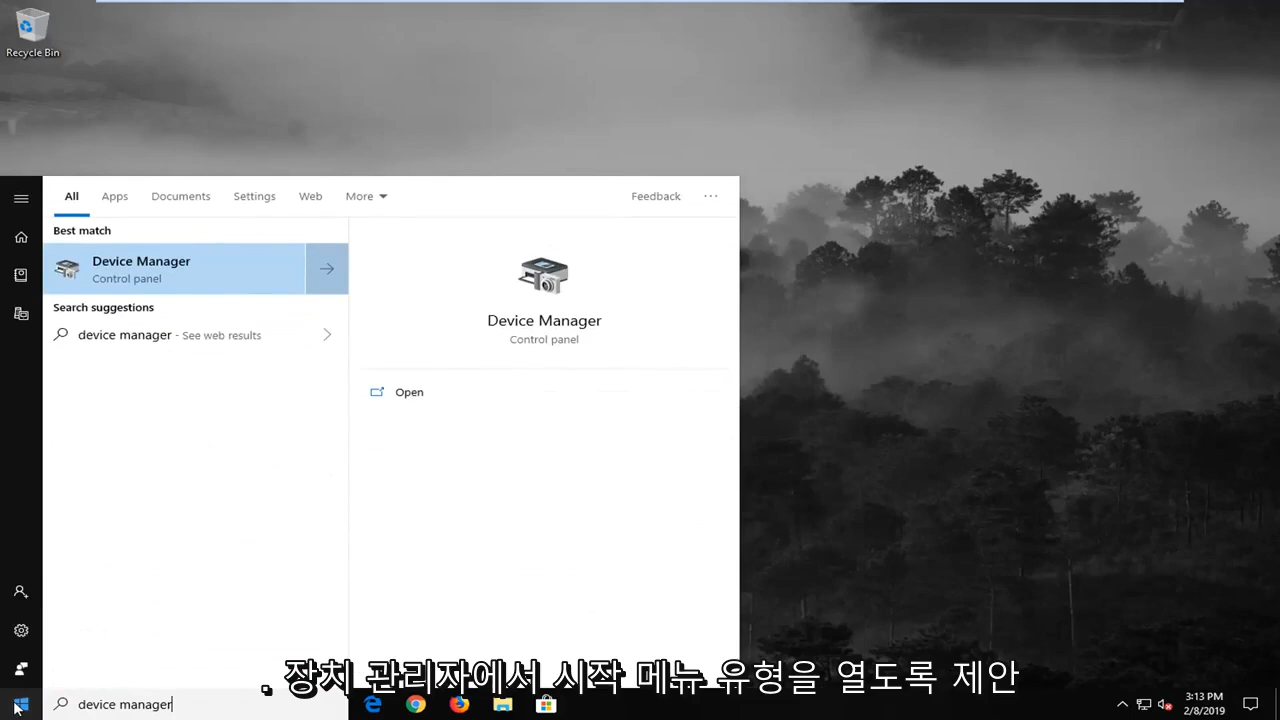 Recycle Bin
All Apps Documents Settings Web More Feedback ...
Best match
Device Manager
Control panel
Search suggestions
device manager - See web results
Device Manager
Control panel
Open
. 장치 관리자에서 시작 메뉴 유형을 열도록 제안
device manager
3:13 PM
2/8/2019